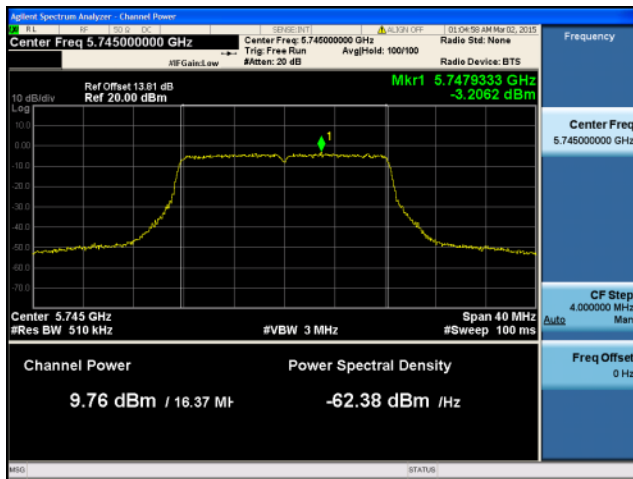 Agilent Spectrum Analyzer - Channel Power
RL RF 50 Ω DC SENSE:INT ALIGN OFF 01:04:58 AM Mar 02, 2015
Center Freq 5.745000000 GHz
Center Freq: 5.745000000 GHz
Radio Std: None
Trig: Free Run Avg|Hold: 100/100
#IFGain:Low #Atten: 20 dB Radio Device: BTS
Mkr1 5.7479333 GHz
-3.2062 dBm
Ref Offset 13.81 dB
10 dB/div Ref 20.00 dBm
Log
10.0
1
0.00
-10.0
-20.0
-30.0
-40.0
-50.0
-60.0
-70.0
Center 5.745 GHz Span 40 MHz
#Res BW 510 kHz #VBW 3 MHz #Sweep 100 ms
Channel Power Power Spectral Density
9.76 dBm / 16.37 MH -62.38 dBm /Hz
MSG STATUS
Frequency
Center Freq
5.745000000 GHz
CF Step
4.000000 MHz
Auto Man
Freq Offset
0 Hz